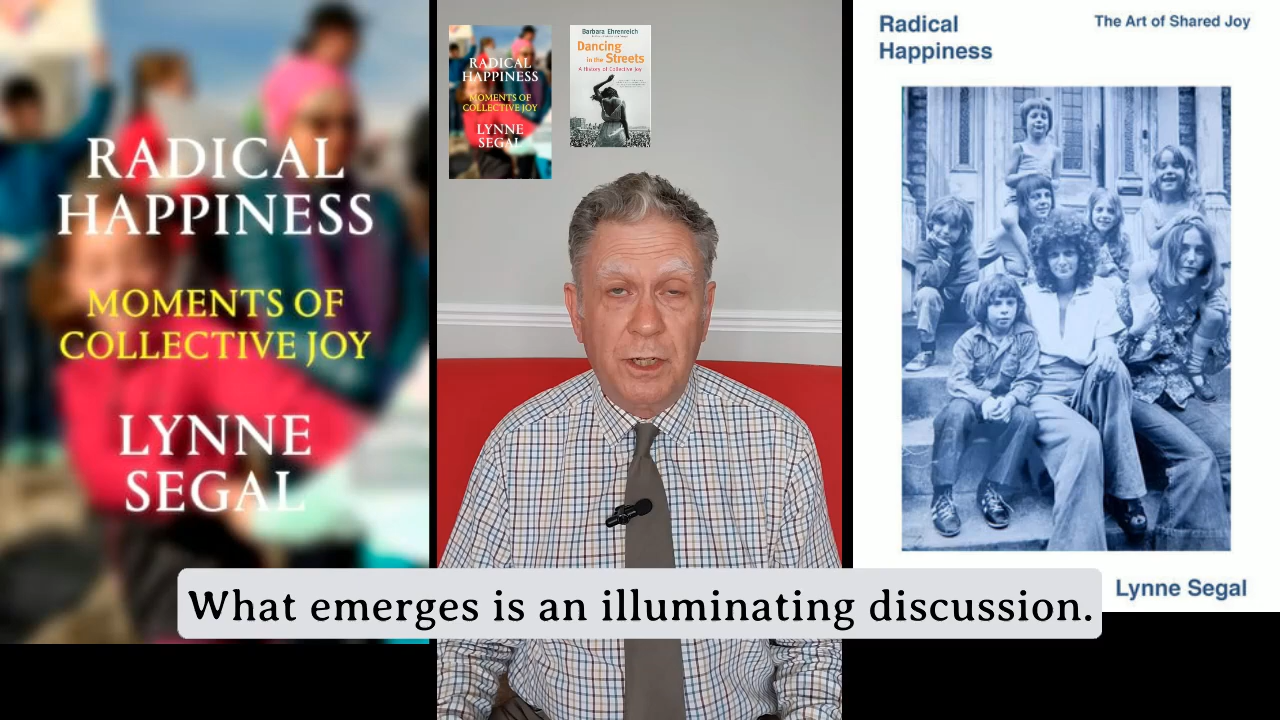 RADICAL
HAPPINESS
MOMENTS OF
COLLECTIVE JOY
LYNNE
SEGAL
RADICAL
HAPPINESS
MOMENTS OF
COLLECTIVE JOY
LYNNE
SEGAL
Barbara Ehrenreich
Dancing
in the Streets
A History of Collective Joy
Radical
Happiness
The Art of Shared Joy
Lynne Segal
What emerges is an illuminating discussion.